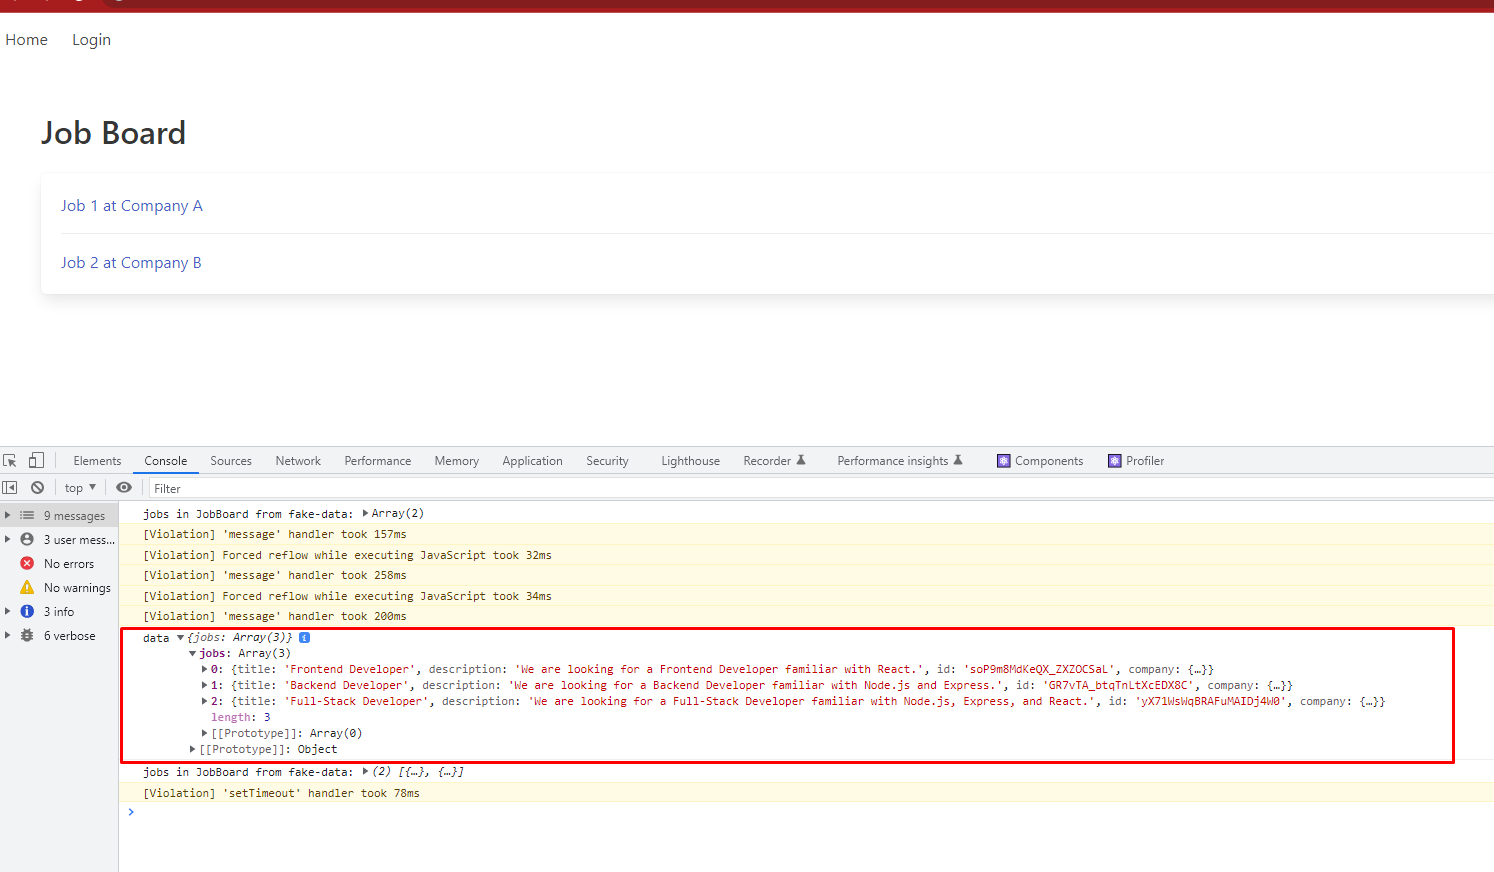 Home Login
Job Board
Job 1 at Company A
Job 2 at Company B
Elements Console Sources Network Performance Memory Application Security Lighthouse Recorder Performance insights Components Profiler
top Filter
9 messages
3 user mess...
No errors
No warnings
3 info
6 verbose
jobs in JobBoard from fake-data: Array(2)
[Violation] 'message' handler took 157ms
[Violation] Forced reflow while executing JavaScript took 32ms
[Violation] 'message' handler took 258ms
[Violation] Forced reflow while executing JavaScript took 34ms
[Violation] 'message' handler took 200ms
data {jobs: Array(3)} i
jobs: Array(3)
0: {title: 'Frontend Developer', description: 'We are looking for a Frontend Developer familiar with React.', id: 'soP9m8MdKeQX_ZXZOCSaL', company: {…}}
1: {title: 'Backend Developer', description: 'We are looking for a Backend Developer familiar with Node.js and Express.', id: 'GR7vTA_btqTnLtXcEDX8C', company: {…}}
2: {title: 'Full-Stack Developer', description: 'We are looking for a Full-Stack Developer familiar with Node.js, Express, and React.', id: 'yX71WsWqBRAFuMAIDj4W0', company: {…}}
length: 3
[[Prototype]]: Array(0)
[[Prototype]]: Object
jobs in JobBoard from fake-data: (2) [{…}, {…}]
[Violation] 'setTimeout' handler took 78ms